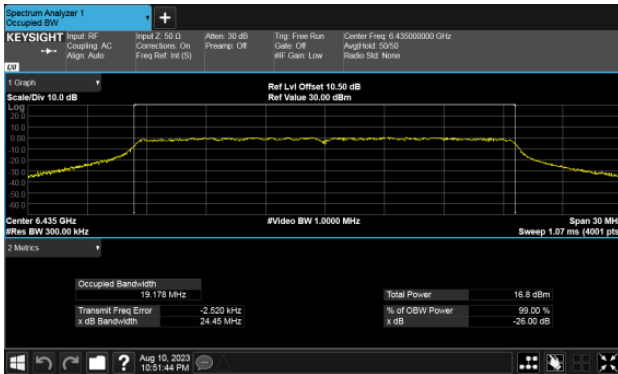 Spectrum Analyzer 1
Occupied BW
+
KEYSIGHT
Input: RF
Coupling: AC
Align: Auto
Input Z: 50 Ω
Corrections: On
Freq Ref: Int (S)
Atten: 30 dB
Preamp: Off
Trig: Free Run
Gate: Off
#IF Gain: Low
Center Freq: 6.435000000 GHz
Avg|Hold: 50/50
Radio Std: None
LXI
1 Graph
Scale/Div 10.0 dB
Ref Lvl Offset 10.50 dB
Ref Value 30.00 dBm
Log
20.0
10.0
0.00
-10.0
-20.0
-30.0
-40.0
-50.0
-60.0
Center 6.435 GHz
#Res BW 300.00 kHz
#Video BW 1.0000 MHz
Span 30 MH
Sweep 1.07 ms (4001 pts
2 Metrics
Occupied Bandwidth
19.178 MHz
Transmit Freq Error -2.520 kHz
x dB Bandwidth 24.45 MHz
Total Power 16.8 dBm
% of OBW Power 99.00 %
x dB -26.00 dB
?
Aug 10, 2023
10:51:44 PM